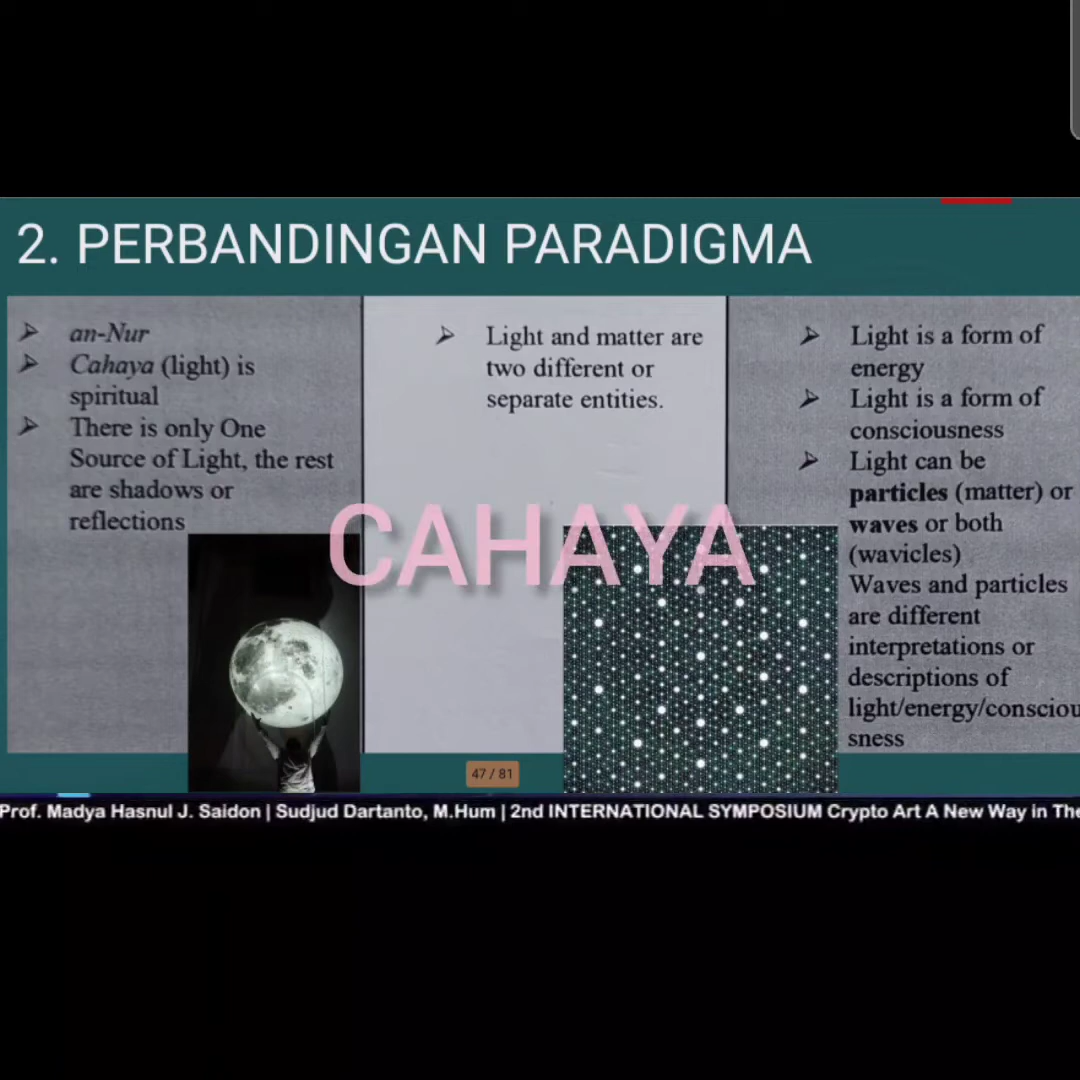 2. PERBANDINGAN PARADIGMA
➢ an-Nur
➢ Cahaya (light) is
spiritual
➢ There is only One
Source of Light, the rest
are shadows or
reflections
➢ Light and matter are
two different or
separate entities.
➢ Light is a form of
energy
➢ Light is a form of
consciousness
➢ Light can be
particles (matter) or
waves or both
(wavicles)
Waves and particles
are different
interpretations or
descriptions of
light/energy/consciou
sness
CAHAYA
47 / 81
Prof. Madya Hasnul J. Saidon | Sudjud Dartanto, M.Hum | 2nd INTERNATIONAL SYMPOSIUM Crypto Art A New Way in The